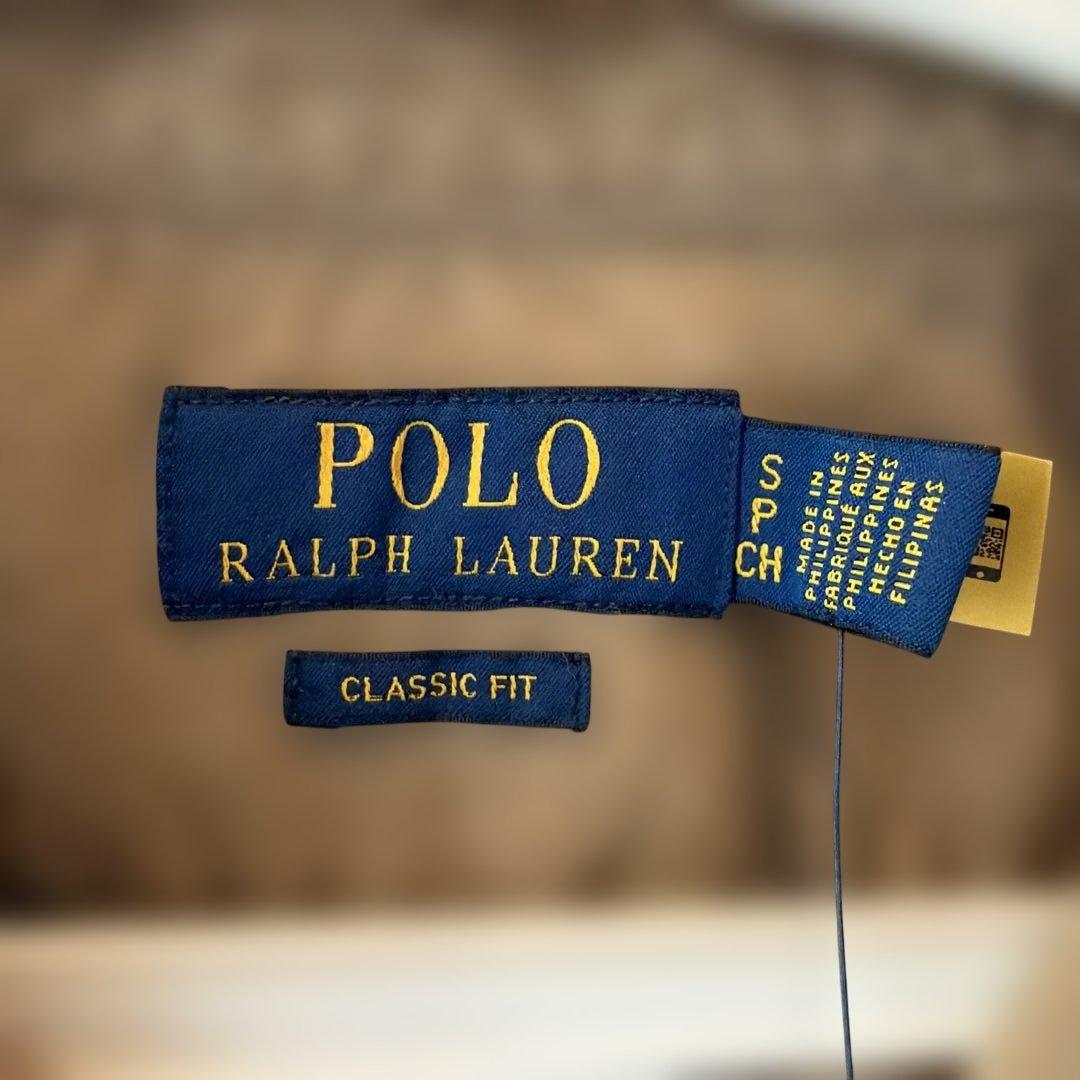 POLO
RALPH LAUREN
S
P
CH
MADE IN
PHILIPPINES
FABRIQUÉ AUX
PHILIPPINES
HECHO EN
FILIPINAS
CLASSIC FIT